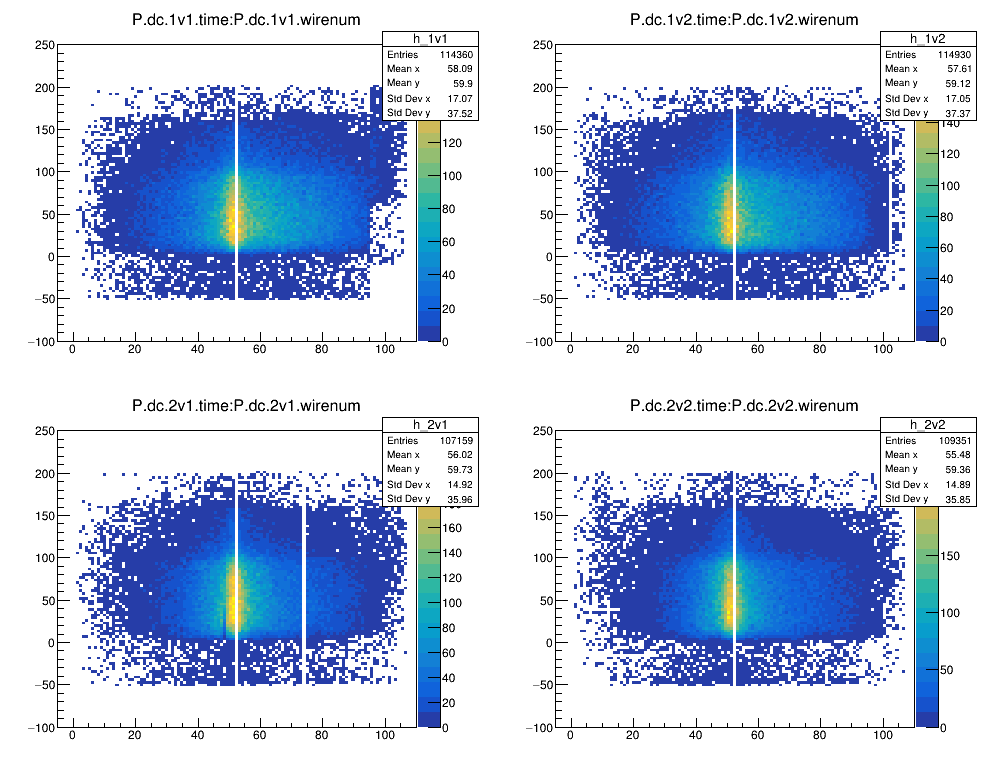 P.dc.1v1.time:P.dc.1v1.wirenum
h_1v1
Entries 114360
Mean x 58.09
Mean y 59.9
Std Dev x 17.07
Std Dev y 37.52
250
200
150
100
50
0
−50
−100
0 20 40 60 80 100
120
100
80
60
40
20
0
P.dc.1v2.time:P.dc.1v2.wirenum
h_1v2
Entries 114930
Mean x 57.61
Mean y 59.12
Std Dev x 17.05
Std Dev y 37.37
250
200
150
100
50
0
−50
−100
0 20 40 60 80 100
140
120
100
80
60
40
20
0
P.dc.2v1.time:P.dc.2v1.wirenum
h_2v1
Entries 107159
Mean x 56.02
Mean y 59.73
Std Dev x 14.92
Std Dev y 35.96
250
200
150
100
50
0
−50
−100
0 20 40 60 80 100
160
140
120
100
80
60
40
20
0
P.dc.2v2.time:P.dc.2v2.wirenum
h_2v2
Entries 109351
Mean x 55.48
Mean y 59.36
Std Dev x 14.89
Std Dev y 35.85
250
200
150
100
50
0
−50
−100
0 20 40 60 80 100
150
100
50
0